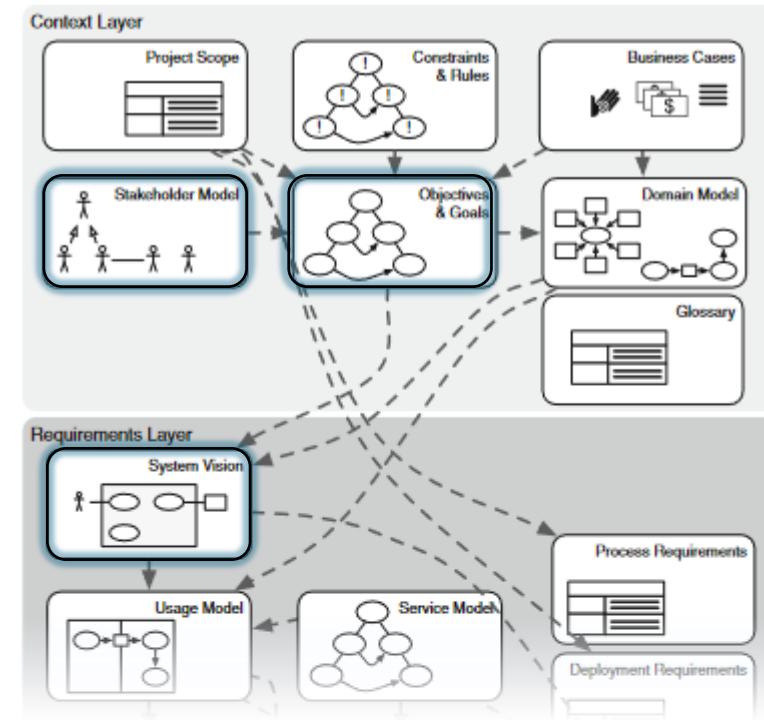 Context Layer
Project Scope
Constraints
& Rules
! ! ! ! !
Business Cases
$
Stakeholder Model
Objectives
& Goals
Domain Model
Glossary
Requirements Layer
System Vision
Process Requirements
Usage Model
Service Model
Deployment Requirements